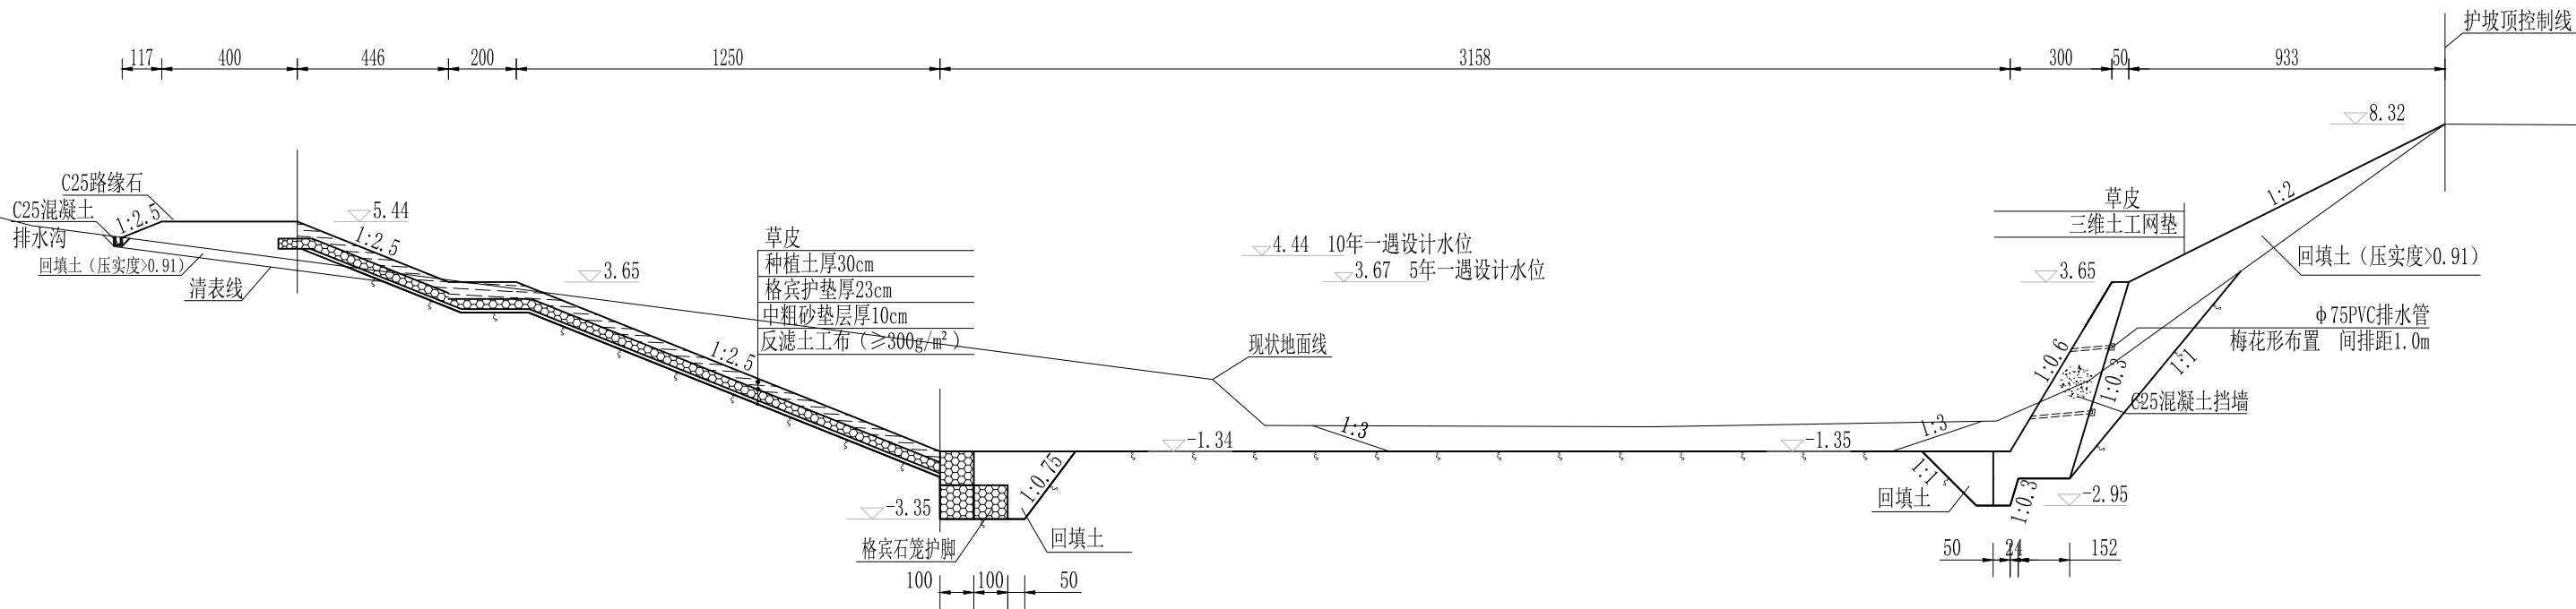 护坡顶控制线
117 400 446 200 1250 3158 300 50 933
8.32
C25路缘石
C25混凝土
排水沟
1:2.5
回填土（压实度>0.91）
清表线
5.44
1:2.5
3.65
草皮
种植土厚30cm
格宾护垫厚23cm
中粗砂垫层厚10cm
反滤土工布（≥300g/m²）
1:2.5
4.44 10年一遇设计水位
3.67 5年一遇设计水位
现状地面线
1:3
-1.34
-1.35
1:3
草皮
三维土工网垫
1:2
回填土（压实度>0.91）
3.65
φ75PVC排水管
梅花形布置 间排距1.0m
1:0.6
1:0.3
1:1
C25混凝土挡墙
1:0.75
-3.35
格宾石笼护脚
回填土
100 100 50
1:1
回填土
1:0.3
-2.95
50 24 152